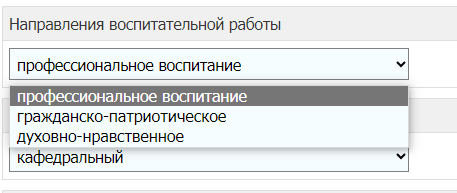 Направления воспитательной работы
профессиональное воспитание
профессиональное воспитание
гражданско-патриотическое
духовно-нравственное
кафедральный